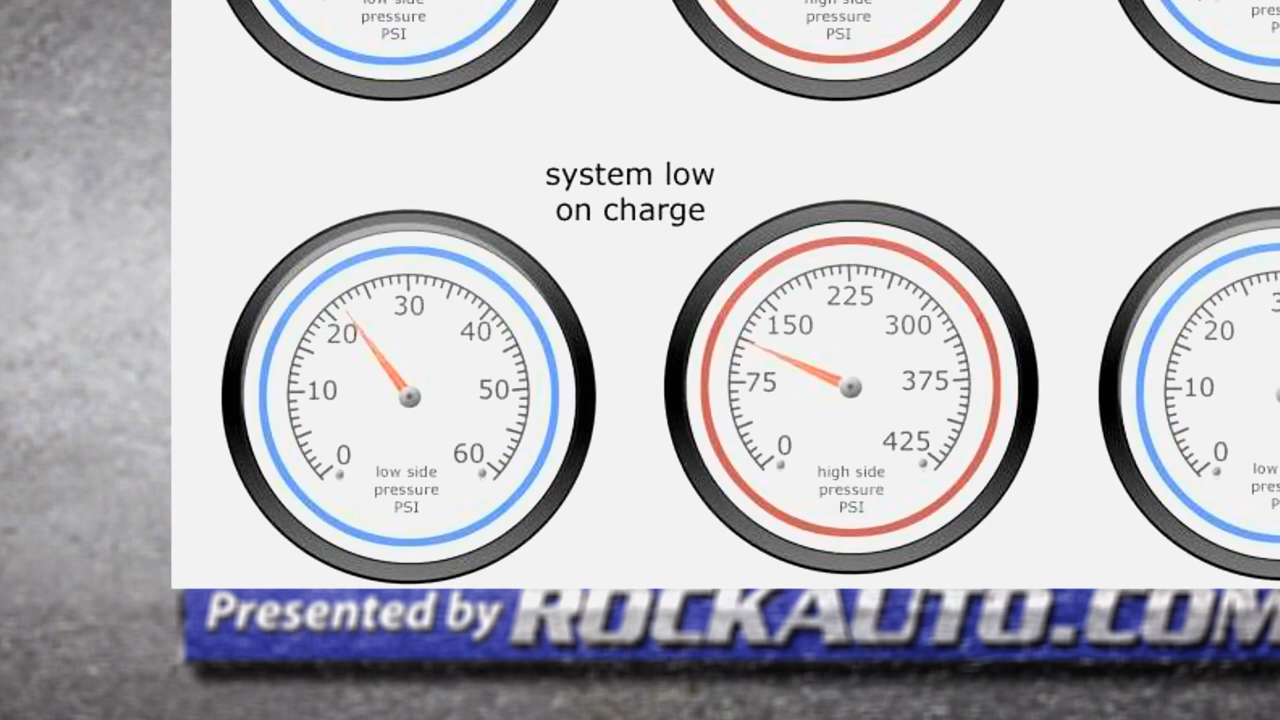 low side
pressure
PSI
high side
pressure
PSI
system low
on charge
0
10
20
30
40
50
60
low side
pressure
PSI
0
75
150
225
300
375
425
high side
pressure
PSI
0
10
20
Presented by ROCKAUTO.COM